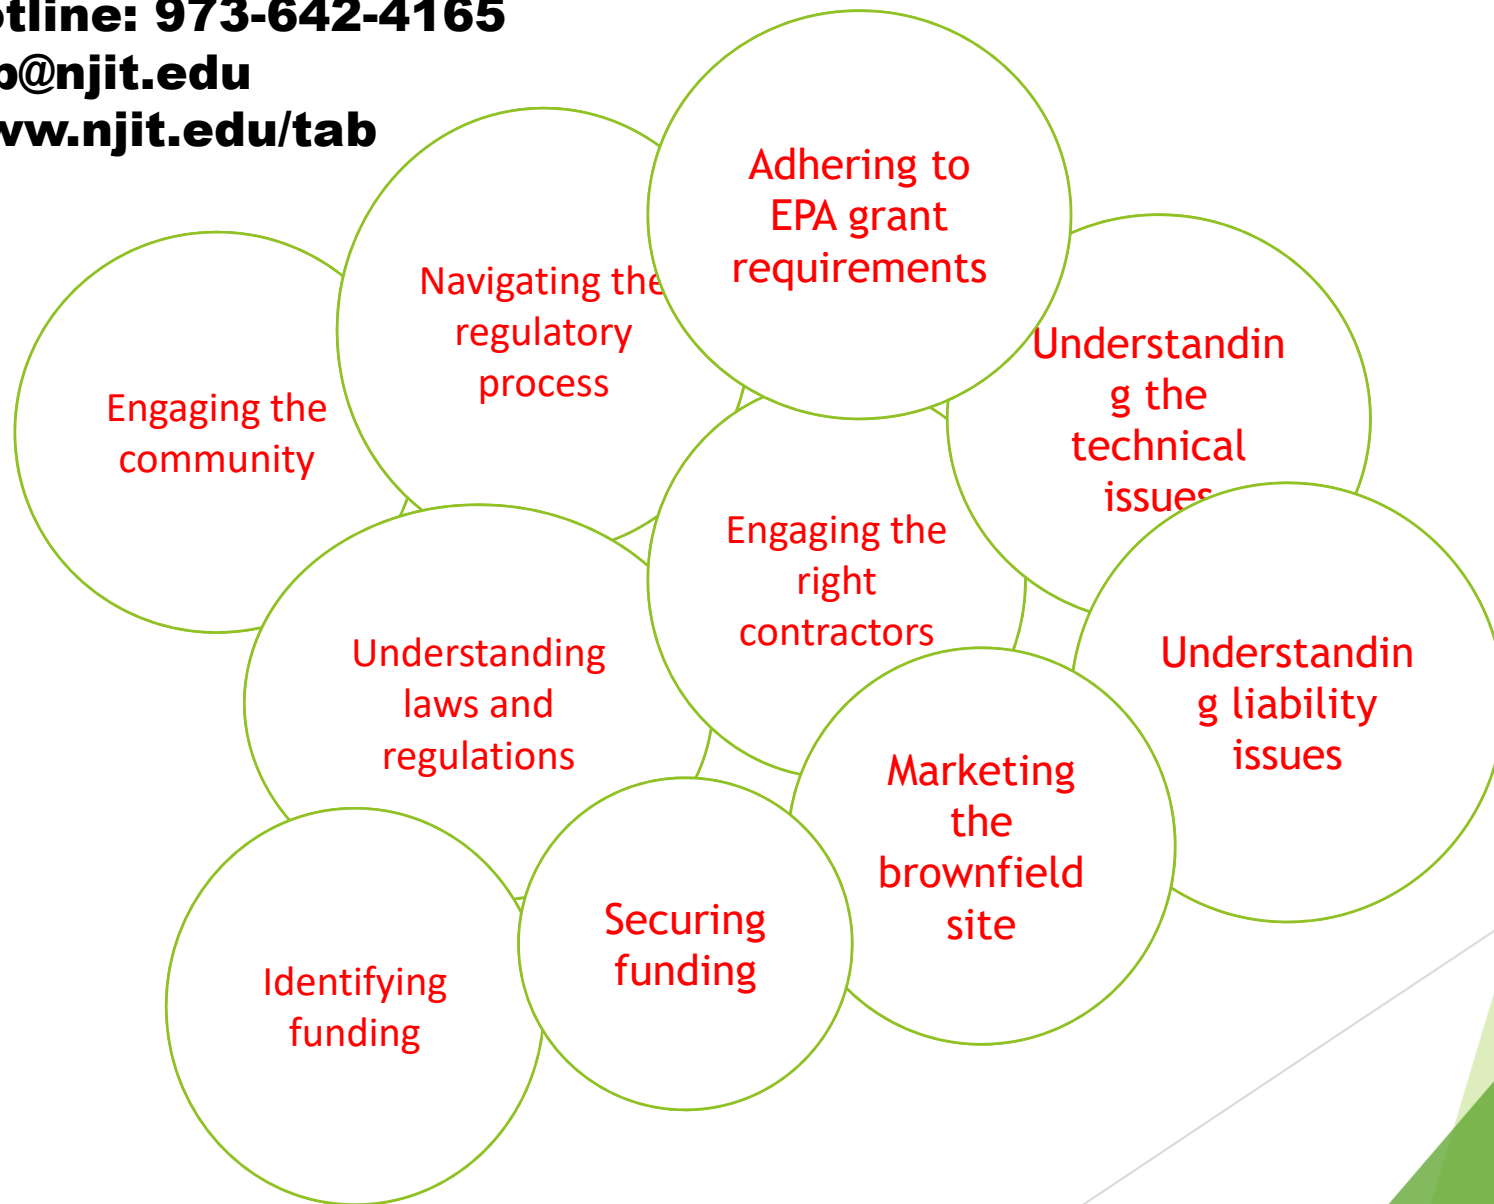 otline: 973-642-4165
b@njit.edu
ww.njit.edu/tab
Adhering to
EPA grant
requirements
Navigating the
regulatory
process
Understandin
g the
technical
issues
Engaging the
community
Engaging the
right
contractors
Understanding
laws and
regulations
Understandin
g liability
issues
Marketing
the
brownfield
site
Securing
funding
Identifying
funding